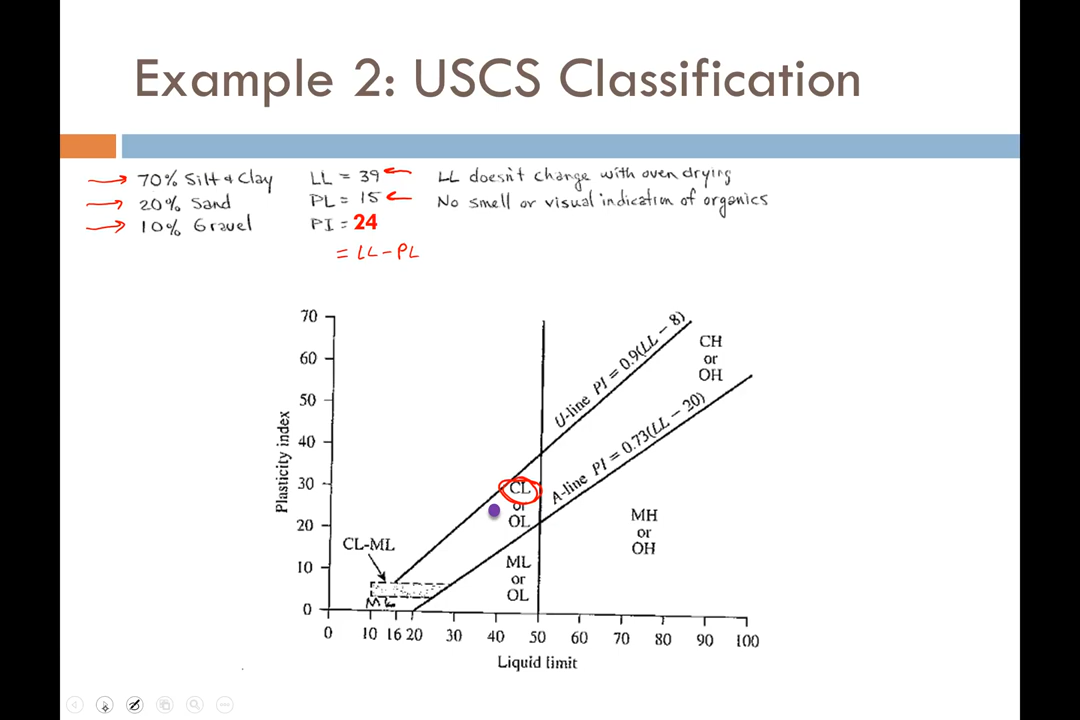 Example 2: USCS Classification
70% Silt & Clay
20% Sand
10% Gravel
LL = 39
PL = 15
PI = 24
= LL - PL
LL doesn't change with oven drying
No smell or visual indication of organics
70
60
50
40
30
20
10
0
Plasticity index
U-line PI = 0.9(LL − 8)
A-line PI = 0.73(LL − 20)
CH
or
OH
CL
or
OL
MH
or
OH
CL-ML
ML
or
OL
ML
0 10 16 20 30 40 50 60 70 80 90 100
Liquid limit